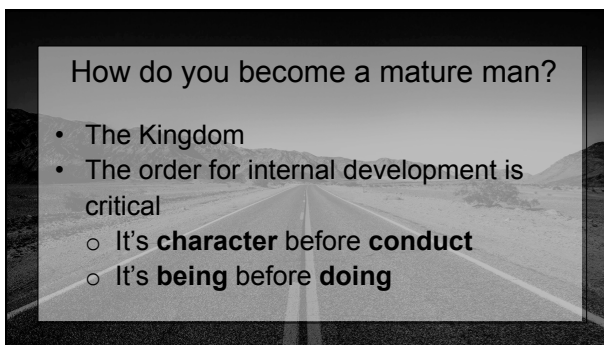 How do you become a mature man?
• The Kingdom
• The order for internal development is
critical
o It's character before conduct
o It's being before doing